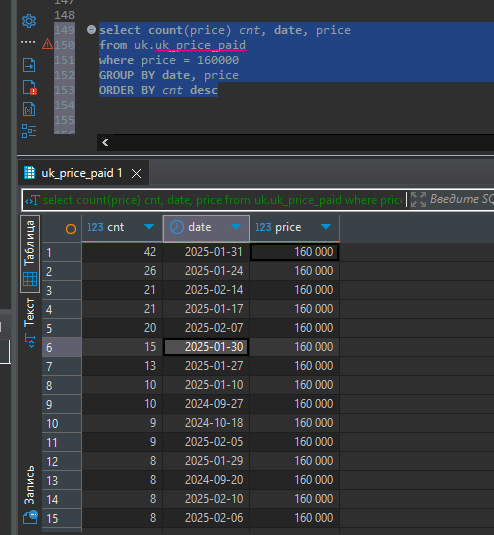 147
148
149 select count(price) cnt, date, price
150 from uk.uk_price_paid
151 where price = 160000
152 GROUP BY date, price
153 ORDER BY cnt desc
154
155
uk_price_paid 1
select count(price) cnt, date, price from uk.uk_price_paid where price
Введите SQ
Таблица
Текст
Запись
123 cnt date 123 price
1 42 2025-01-31 160 000
2 26 2025-01-24 160 000
3 21 2025-02-14 160 000
4 21 2025-01-17 160 000
5 20 2025-02-07 160 000
6 15 2025-01-30 160 000
7 13 2025-01-27 160 000
8 10 2025-01-10 160 000
9 10 2024-09-27 160 000
10 9 2024-10-18 160 000
11 9 2025-02-05 160 000
12 8 2025-01-29 160 000
13 8 2024-09-20 160 000
14 8 2025-02-10 160 000
15 8 2025-02-06 160 000